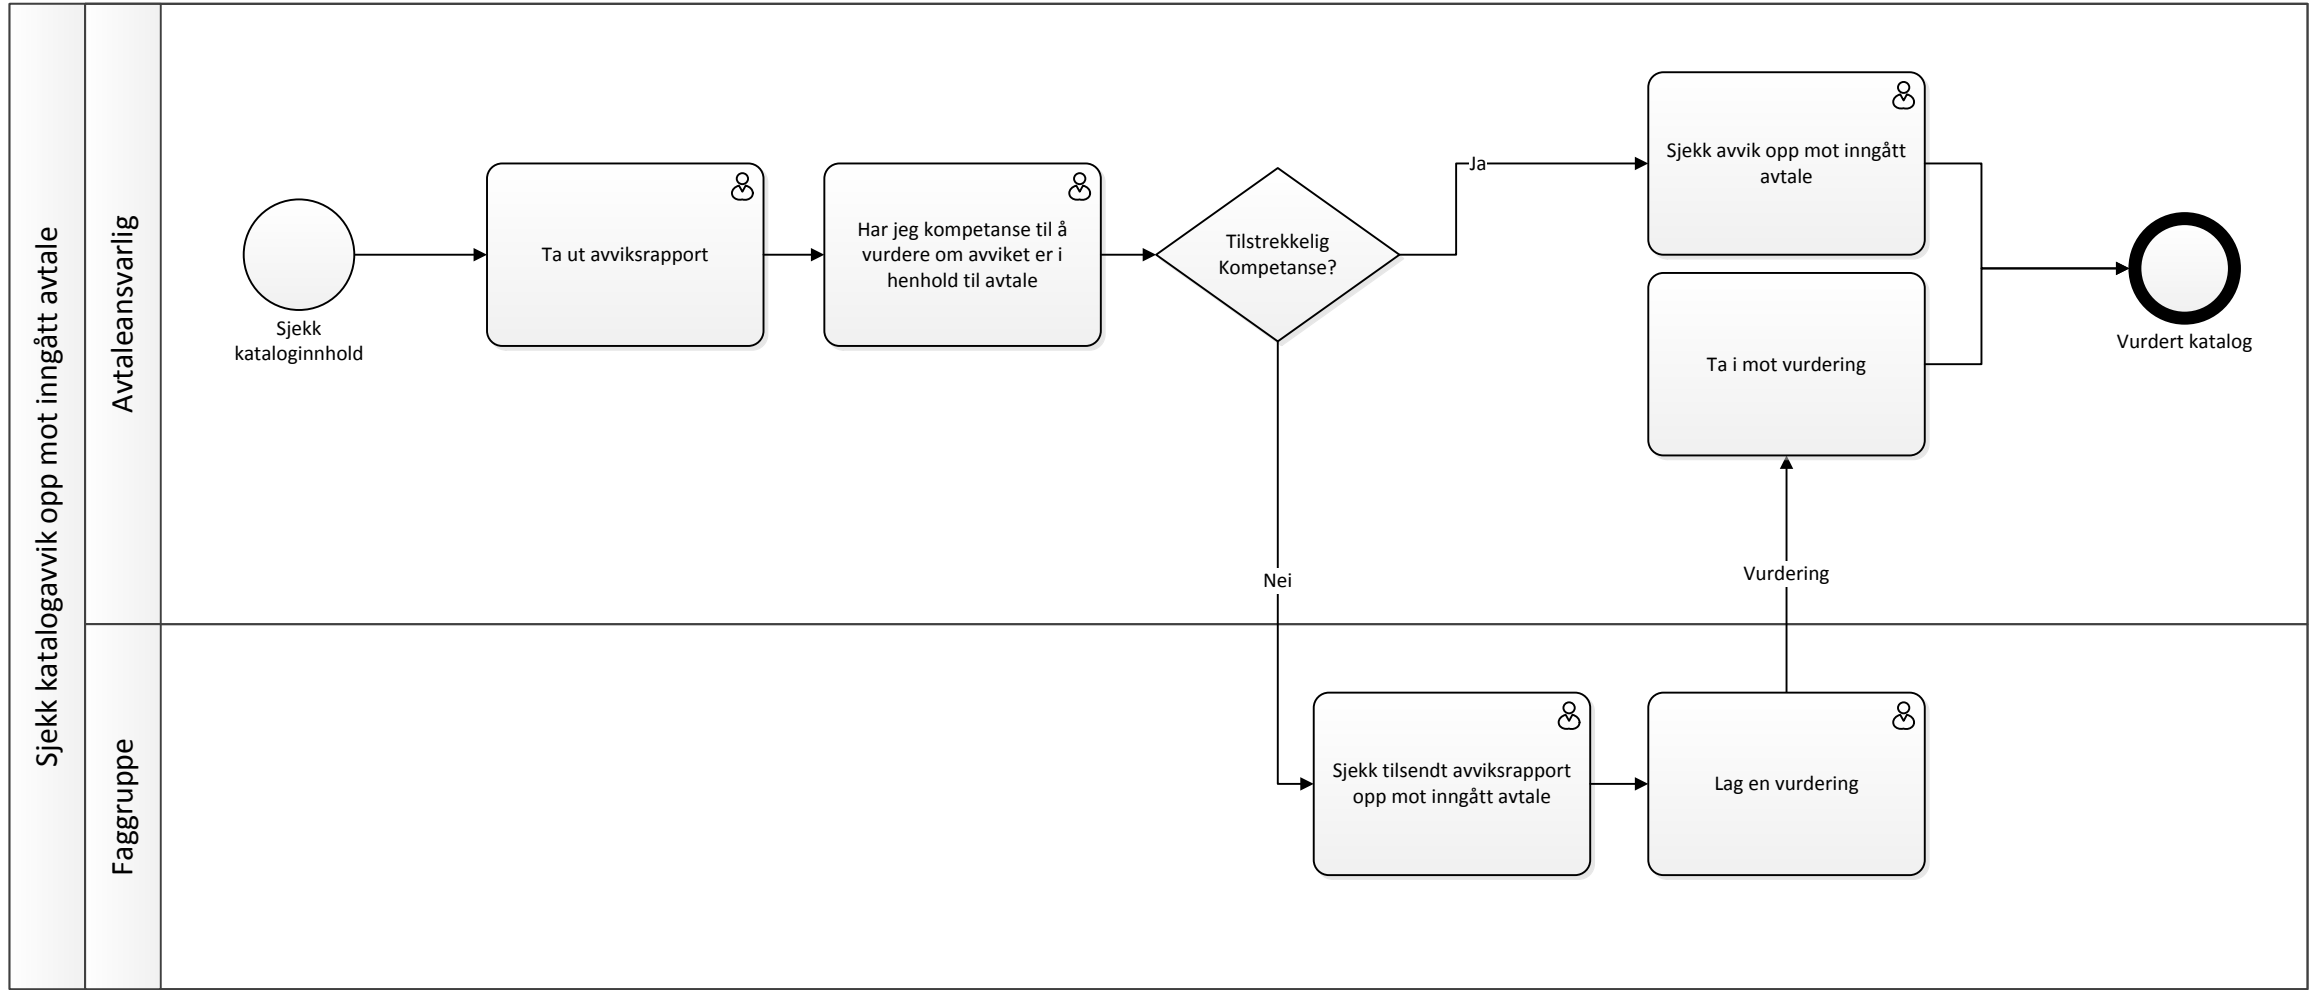 Sjekk katalogavvik opp mot inngått avtale
Avtaleansvarlig
Sjekk
kataloginnhold
Ta ut avviksrapport
Har jeg kompetanse til å
vurdere om avviket er i
henhold til avtale
Tilstrekkelig
Kompetanse?
Ja
Sjekk avvik opp mot inngått
avtale
Ta i mot vurdering
Vurdert katalog
Nei
Vurdering
Faggruppe
Sjekk tilsendt avviksrapport
opp mot inngått avtale
Lag en vurdering